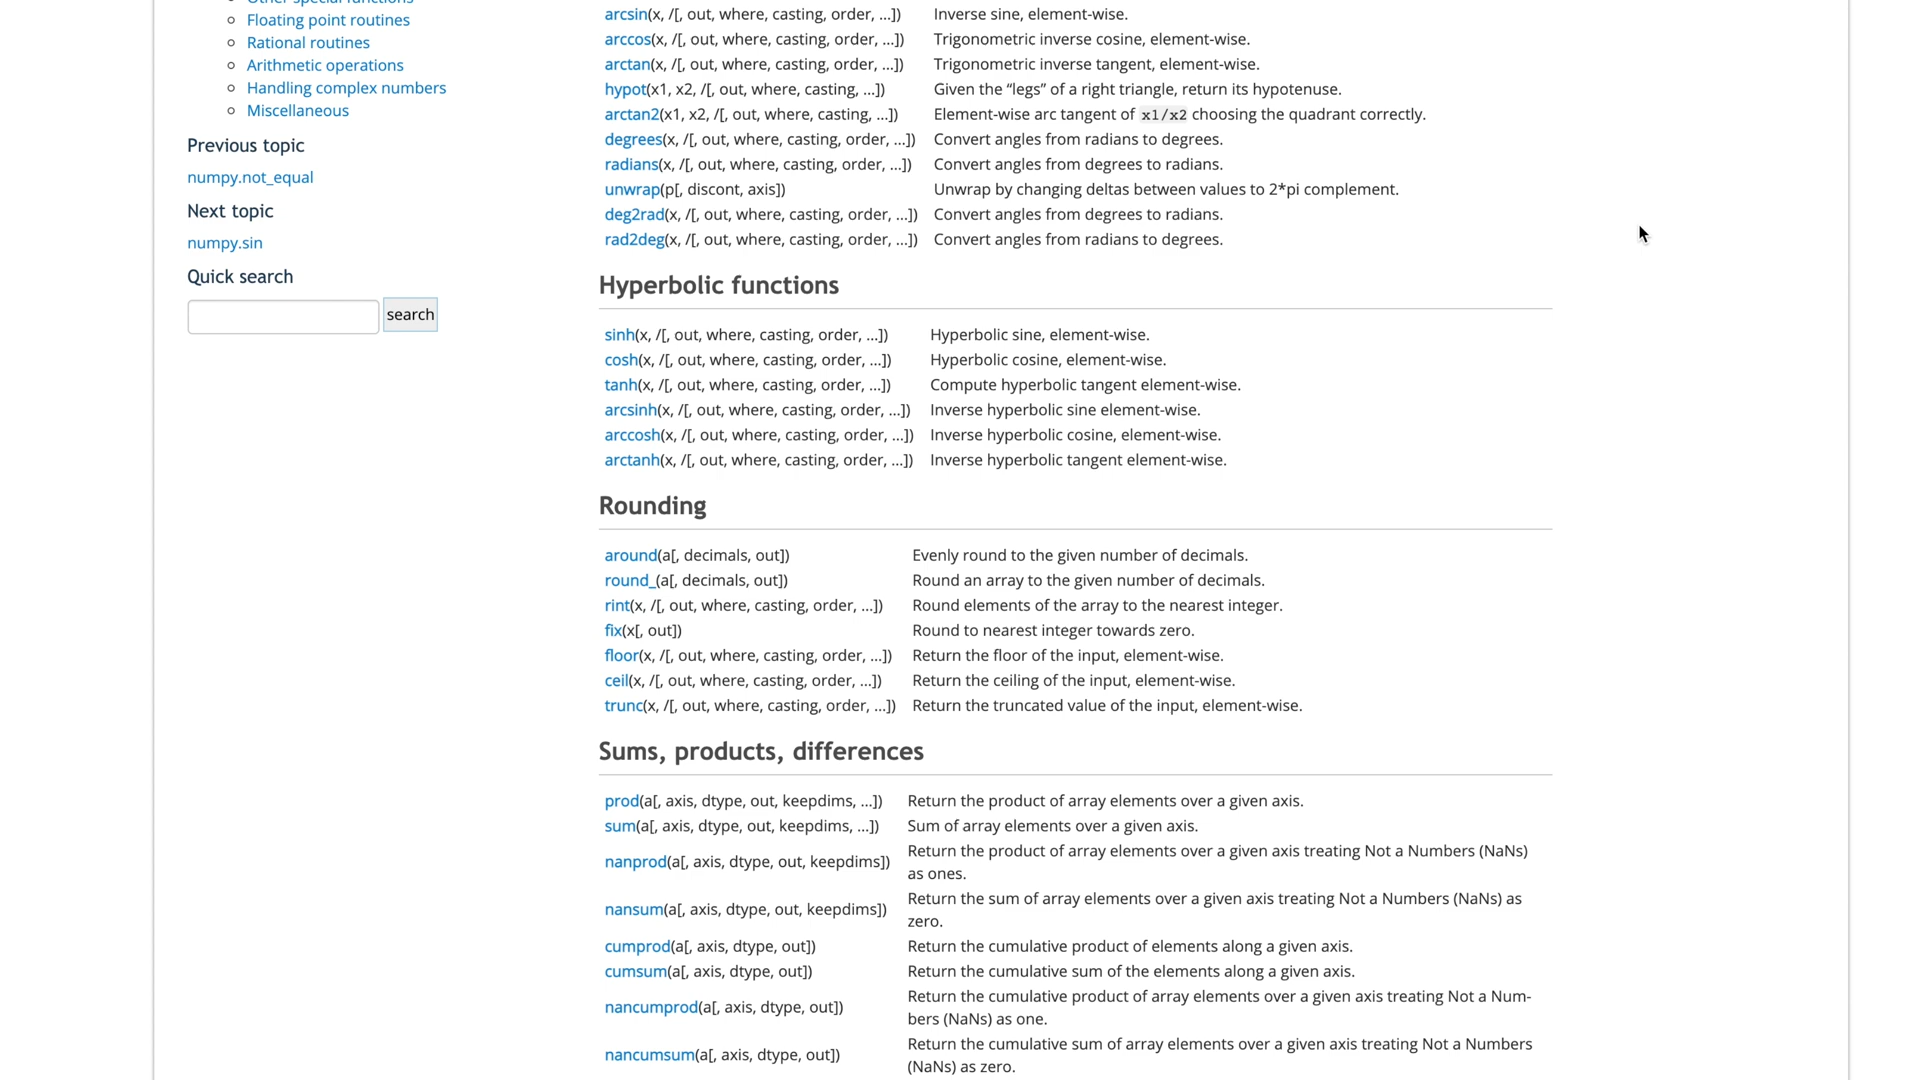 Other special functions
Floating point routines
Rational routines
Arithmetic operations
Handling complex numbers
Miscellaneous
Previous topic
numpy.not_equal
Next topic
numpy.sin
Quick search
search
arcsin(x, /[, out, where, casting, order, ...]) Inverse sine, element-wise.
arccos(x, /[, out, where, casting, order, ...]) Trigonometric inverse cosine, element-wise.
arctan(x, /[, out, where, casting, order, ...]) Trigonometric inverse tangent, element-wise.
hypot(x1, x2, /[, out, where, casting, ...]) Given the “legs” of a right triangle, return its hypotenuse.
arctan2(x1, x2, /[, out, where, casting, ...]) Element-wise arc tangent of x1/x2 choosing the quadrant correctly.
degrees(x, /[, out, where, casting, order, ...]) Convert angles from radians to degrees.
radians(x, /[, out, where, casting, order, ...]) Convert angles from degrees to radians.
unwrap(p[, discont, axis]) Unwrap by changing deltas between values to 2*pi complement.
deg2rad(x, /[, out, where, casting, order, ...]) Convert angles from degrees to radians.
rad2deg(x, /[, out, where, casting, order, ...]) Convert angles from radians to degrees.
Hyperbolic functions
sinh(x, /[, out, where, casting, order, ...]) Hyperbolic sine, element-wise.
cosh(x, /[, out, where, casting, order, ...]) Hyperbolic cosine, element-wise.
tanh(x, /[, out, where, casting, order, ...]) Compute hyperbolic tangent element-wise.
arcsinh(x, /[, out, where, casting, order, ...]) Inverse hyperbolic sine element-wise.
arccosh(x, /[, out, where, casting, order, ...]) Inverse hyperbolic cosine, element-wise.
arctanh(x, /[, out, where, casting, order, ...]) Inverse hyperbolic tangent element-wise.
Rounding
around(a[, decimals, out]) Evenly round to the given number of decimals.
round_(a[, decimals, out]) Round an array to the given number of decimals.
rint(x, /[, out, where, casting, order, ...]) Round elements of the array to the nearest integer.
fix(x[, out]) Round to nearest integer towards zero.
floor(x, /[, out, where, casting, order, ...]) Return the floor of the input, element-wise.
ceil(x, /[, out, where, casting, order, ...]) Return the ceiling of the input, element-wise.
trunc(x, /[, out, where, casting, order, ...]) Return the truncated value of the input, element-wise.
Sums, products, differences
prod(a[, axis, dtype, out, keepdims, ...]) Return the product of array elements over a given axis.
sum(a[, axis, dtype, out, keepdims, ...]) Sum of array elements over a given axis.
nanprod(a[, axis, dtype, out, keepdims]) Return the product of array elements over a given axis treating Not a Numbers (NaNs)
as ones.
nansum(a[, axis, dtype, out, keepdims]) Return the sum of array elements over a given axis treating Not a Numbers (NaNs) as
zero.
cumprod(a[, axis, dtype, out]) Return the cumulative product of elements along a given axis.
cumsum(a[, axis, dtype, out]) Return the cumulative sum of the elements along a given axis.
nancumprod(a[, axis, dtype, out]) Return the cumulative product of array elements over a given axis treating Not a Num-
bers (NaNs) as one.
nancumsum(a[, axis, dtype, out]) Return the cumulative sum of array elements over a given axis treating Not a Numbers
(NaNs) as zero.